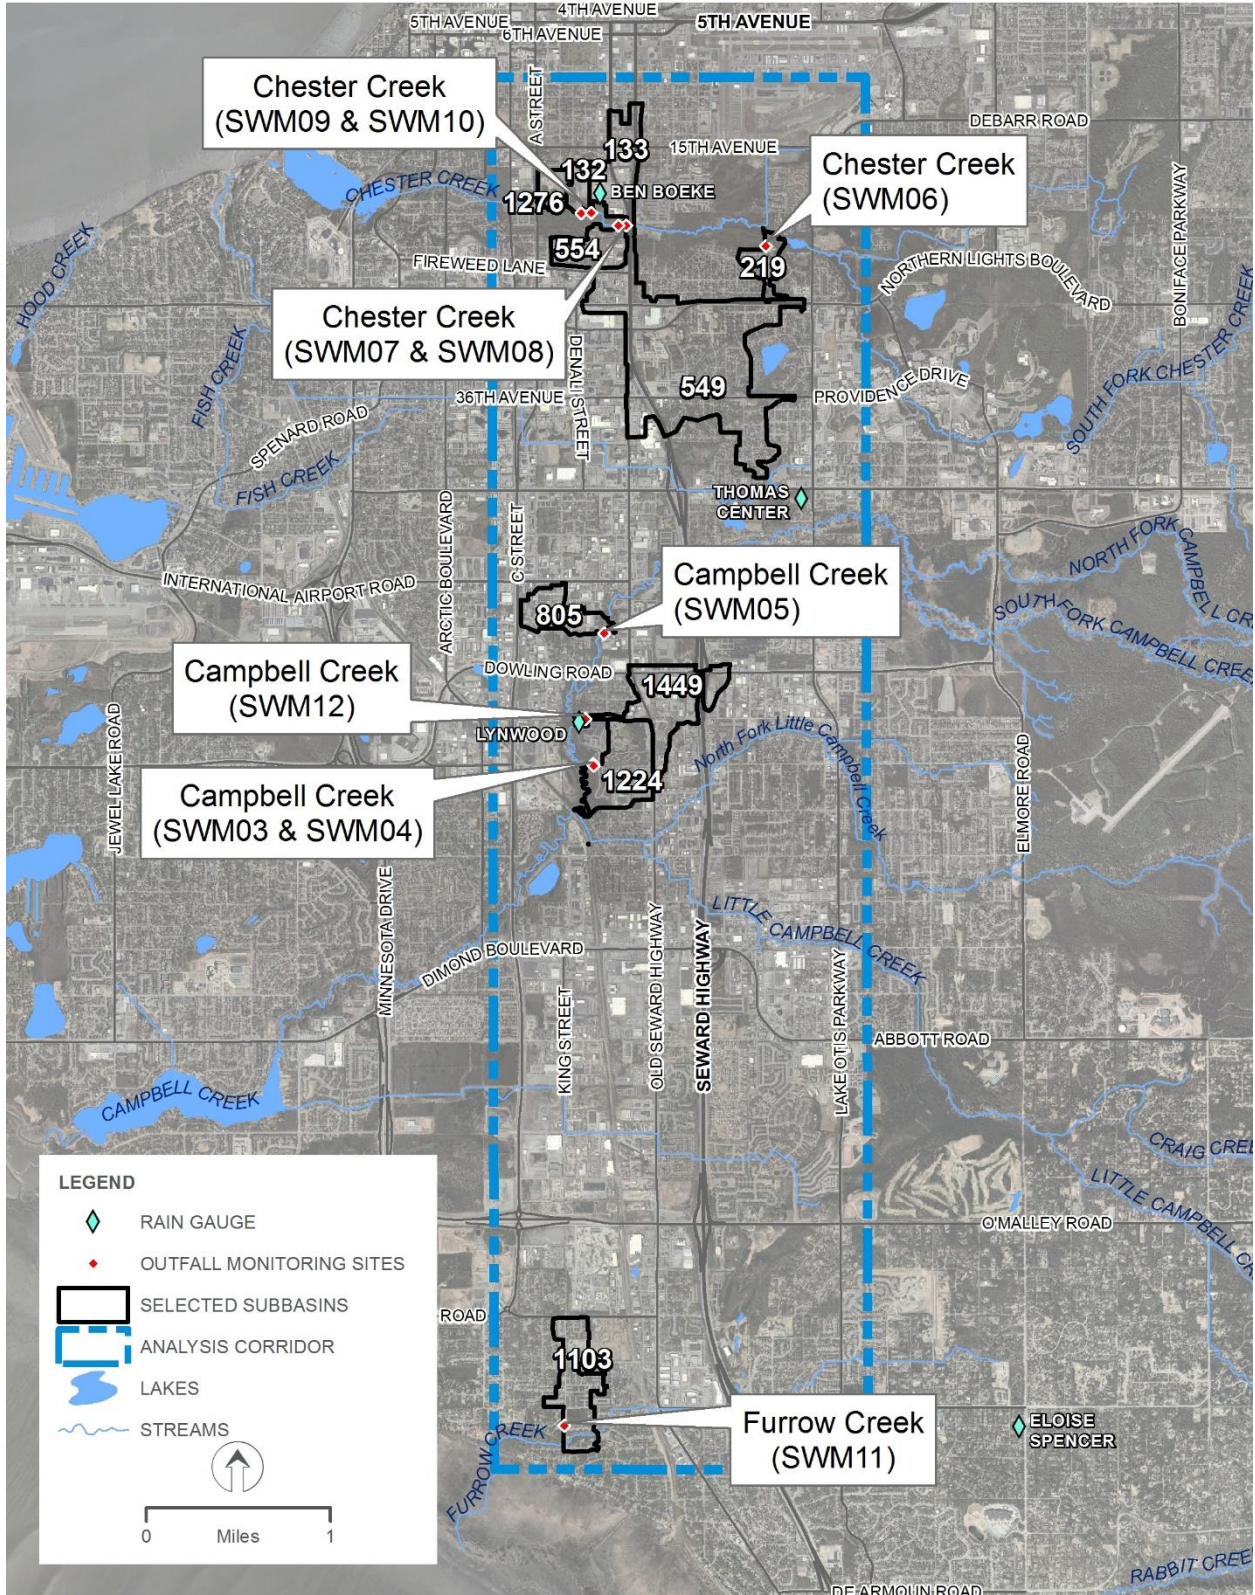 4TH AVENUE
5TH AVENUE
5TH AVENUE
6TH AVENUE
Chester Creek
(SWM09 & SWM10)
A STREET
DEBARR ROAD
133
15TH AVENUE
132
BEN BOEKE
Chester Creek
(SWM06)
CHESTER CREEK
1276
BONIFACE PARKWAY
554
FIREWEED LANE
219
NORTHERN LIGHTS BOULEVARD
HOOD CREEK
Chester Creek
(SWM07 & SWM08)
FISH CREEK
DENALI STREET
SOUTH FORK CHESTER CREEK
549
PROVIDENCE DRIVE
36TH AVENUE
SPENARD ROAD
FISH CREEK
THOMAS
CENTER
ARCTIC BOULEVARD
C STREET
INTERNATIONAL AIRPORT ROAD
NORTH FORK CAMPBELL CREEK
Campbell Creek
(SWM05)
805
SOUTH FORK CAMPBELL CREEK
DOWLING ROAD
1449
Campbell Creek
(SWM12)
LYNWOOD
North Fork Little Campbell Creek
JEWEL LAKE ROAD
1224
ELMORE ROAD
Campbell Creek
(SWM03 & SWM04)
MINNESOTA DRIVE
LITTLE CAMPBELL CREEK
DIMOND BOULEVARD
KING STREET
OLD SEWARD HIGHWAY
SEWARD HIGHWAY
LAKE OTIS PARKWAY
ABBOTT ROAD
CAMPBELL CREEK
CRAIG CREE
LITTLE CAMPBELL CR
O'MALLEY ROAD
LEGEND
RAIN GAUGE
OUTFALL MONITORING SITES
SELECTED SUBBASINS
ANALYSIS CORRIDOR
LAKES
STREAMS
0 Miles 1
ROAD
1103
Furrow Creek
(SWM11)
ELOISE
SPENCER
FURROW CREEK
RABBIT CREEK
DE ARMOUN ROAD